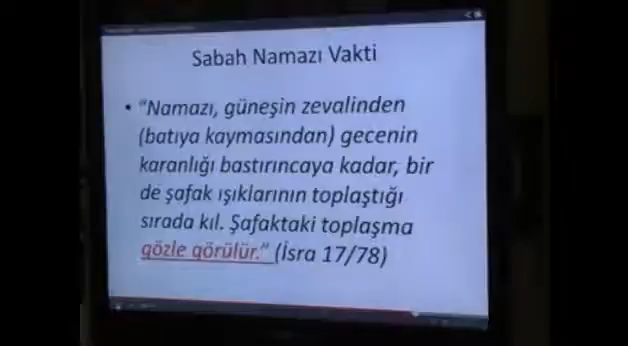 Sabah Namazı Vakti
• "Namazı, güneşin zevalinden
(batıya kaymasından) gecenin
karanlığı bastırıncaya kadar, bir
de şafak ışıklarının toplaştığı
sırada kıl. Şafaktaki toplaşma
gözle görülür." (İsra 17/78)